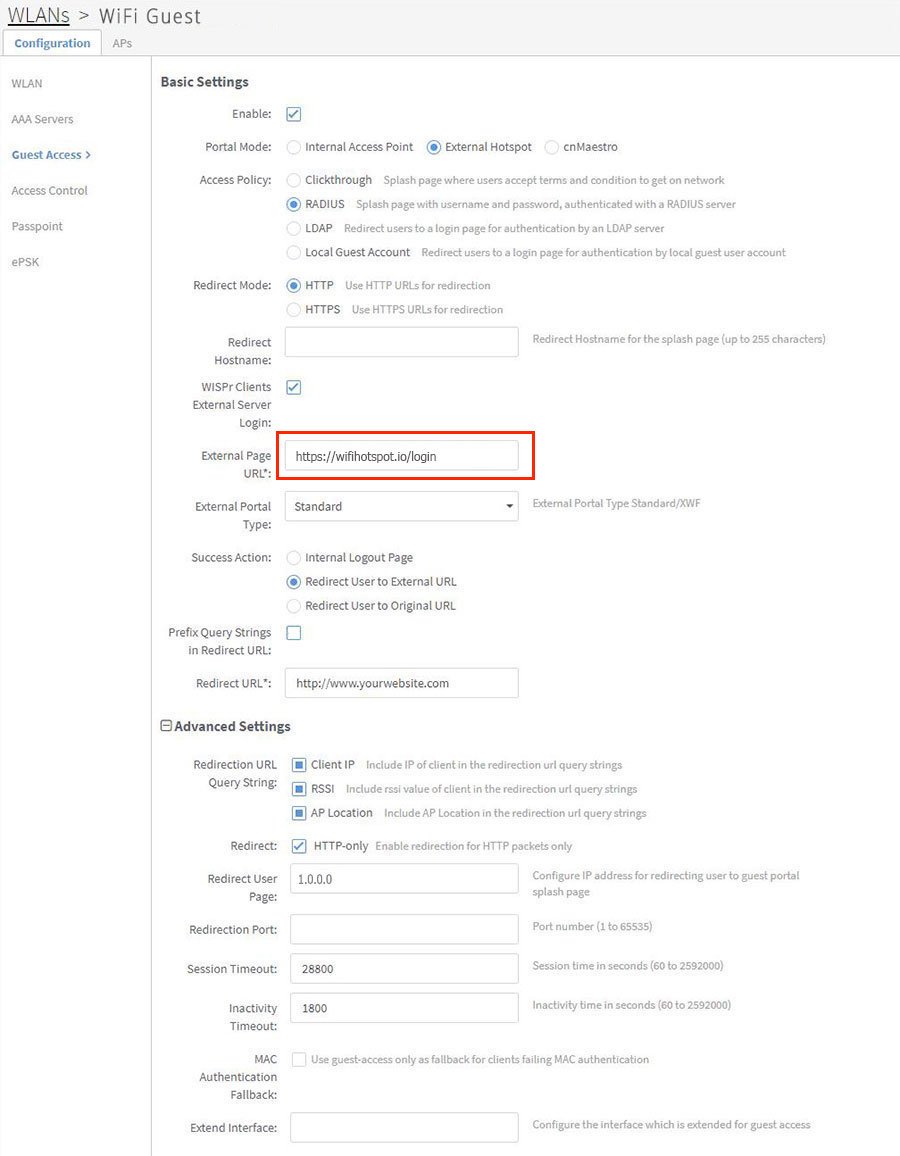 WLANs > WiFi Guest
Configuration APs
WLAN
AAA Servers
Guest Access >
Access Control
Passpoint
ePSK
Basic Settings
Enable:
Portal Mode: Internal Access Point External Hotspot cnMaestro
Access Policy: Clickthrough Splash page where users accept terms and condition to get on network
RADIUS Splash page with username and password, authenticated with a RADIUS server
LDAP Redirect users to a login page for authentication by an LDAP server
Local Guest Account Redirect users to a login page for authentication by local guest user account
Redirect Mode: HTTP Use HTTP URLs for redirection
HTTPS Use HTTPS URLs for redirection
Redirect
Hostname:
Redirect Hostname for the splash page (up to 255 characters)
WISPr Clients
External Server
Login:
External Page
URL*:
https://wifihotspot.io/login
External Portal
Type:
Standard
External Portal Type Standard/XWF
Success Action: Internal Logout Page
Redirect User to External URL
Redirect User to Original URL
Prefix Query Strings
in Redirect URL:
Redirect URL*: http://www.yourwebsite.com
Advanced Settings
Redirection URL
Query String:
Client IP Include IP of client in the redirection url query strings
RSSI Include rssi value of client in the redirection url query strings
AP Location Include AP Location in the redirection url query strings
Redirect: HTTP-only Enable redirection for HTTP packets only
Redirect User
Page:
1.0.0.0
Configure IP address for redirecting user to guest portal
splash page
Redirection Port: Port number (1 to 65535)
Session Timeout: 28800 Session time in seconds (60 to 2592000)
Inactivity
Timeout:
1800
Inactivity time in seconds (60 to 2592000)
MAC
Authentication
Fallback:
Use guest-access only as fallback for clients failing MAC authentication
Extend Interface: Configure the interface which is extended for guest access